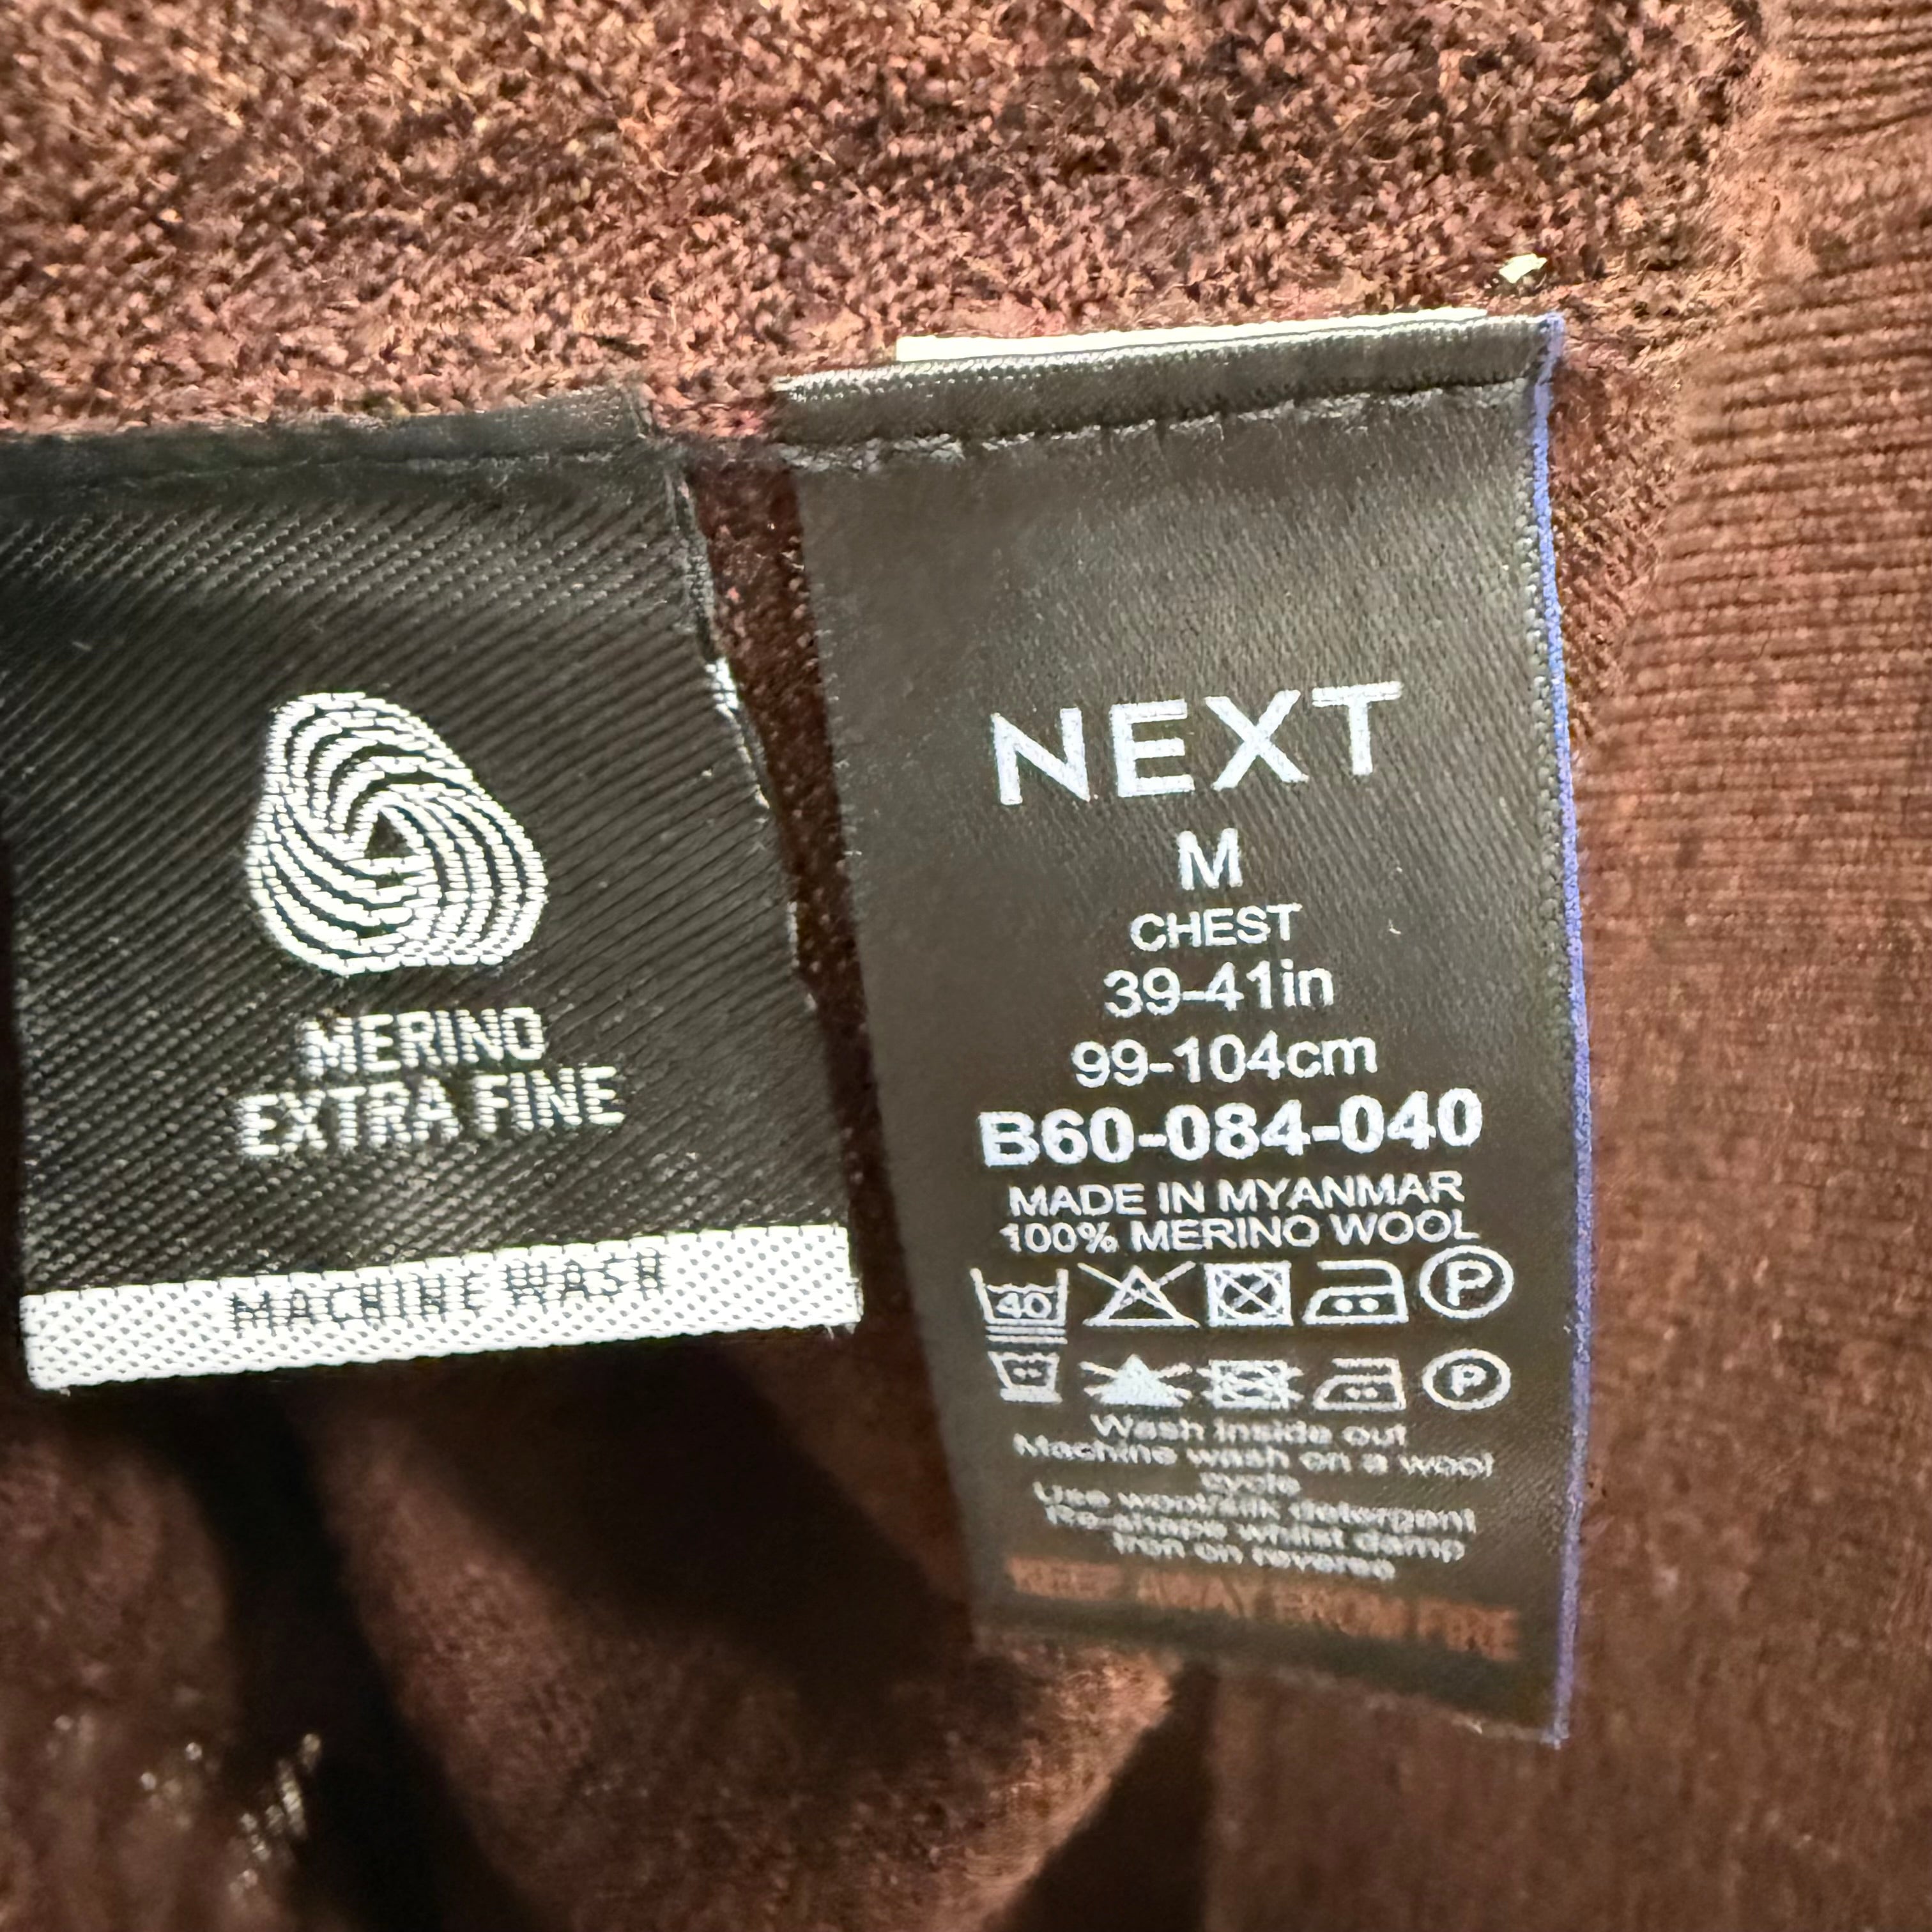 MERINO
EXTRA FINE
MACHINE WASH
NEXT
M
CHEST
39-41in
99-104cm
B60-084-040
MADE IN MYANMAR
100% MERINO WOOL
40 P
P
Wash inside out
Machine wash on a wool
cycle
Use wool/silk detergent
Re-shape whilst damp
Iron on reverse
KEEP AWAY FROM FIRE